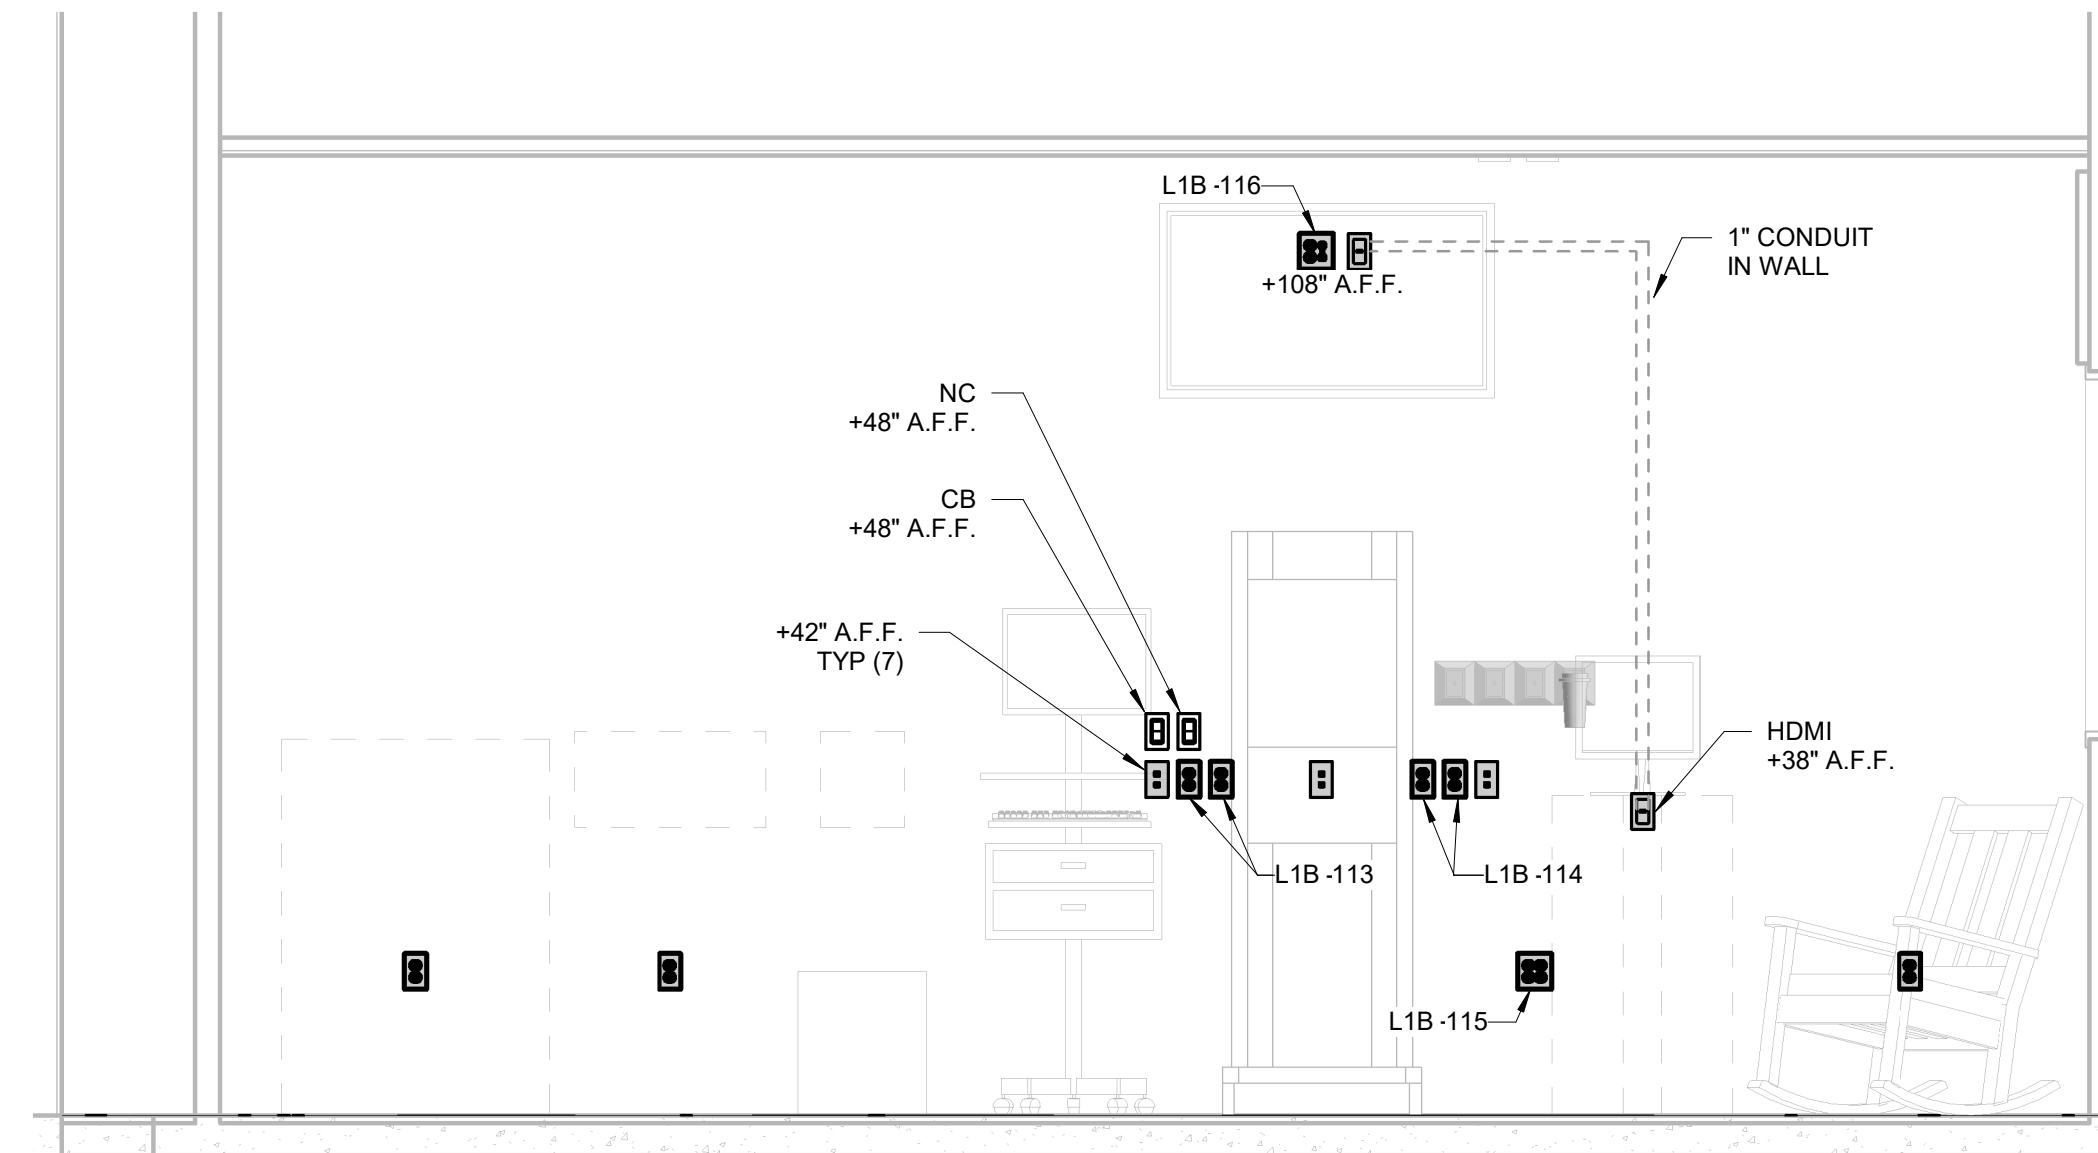 L1B -116
1" CONDUIT
IN WALL
+108" A.F.F.
NC
+48" A.F.F.
CB
+48" A.F.F.
+42" A.F.F.
TYP (7)
HDMI
+38" A.F.F.
L1B -113
L1B -114
L1B -115